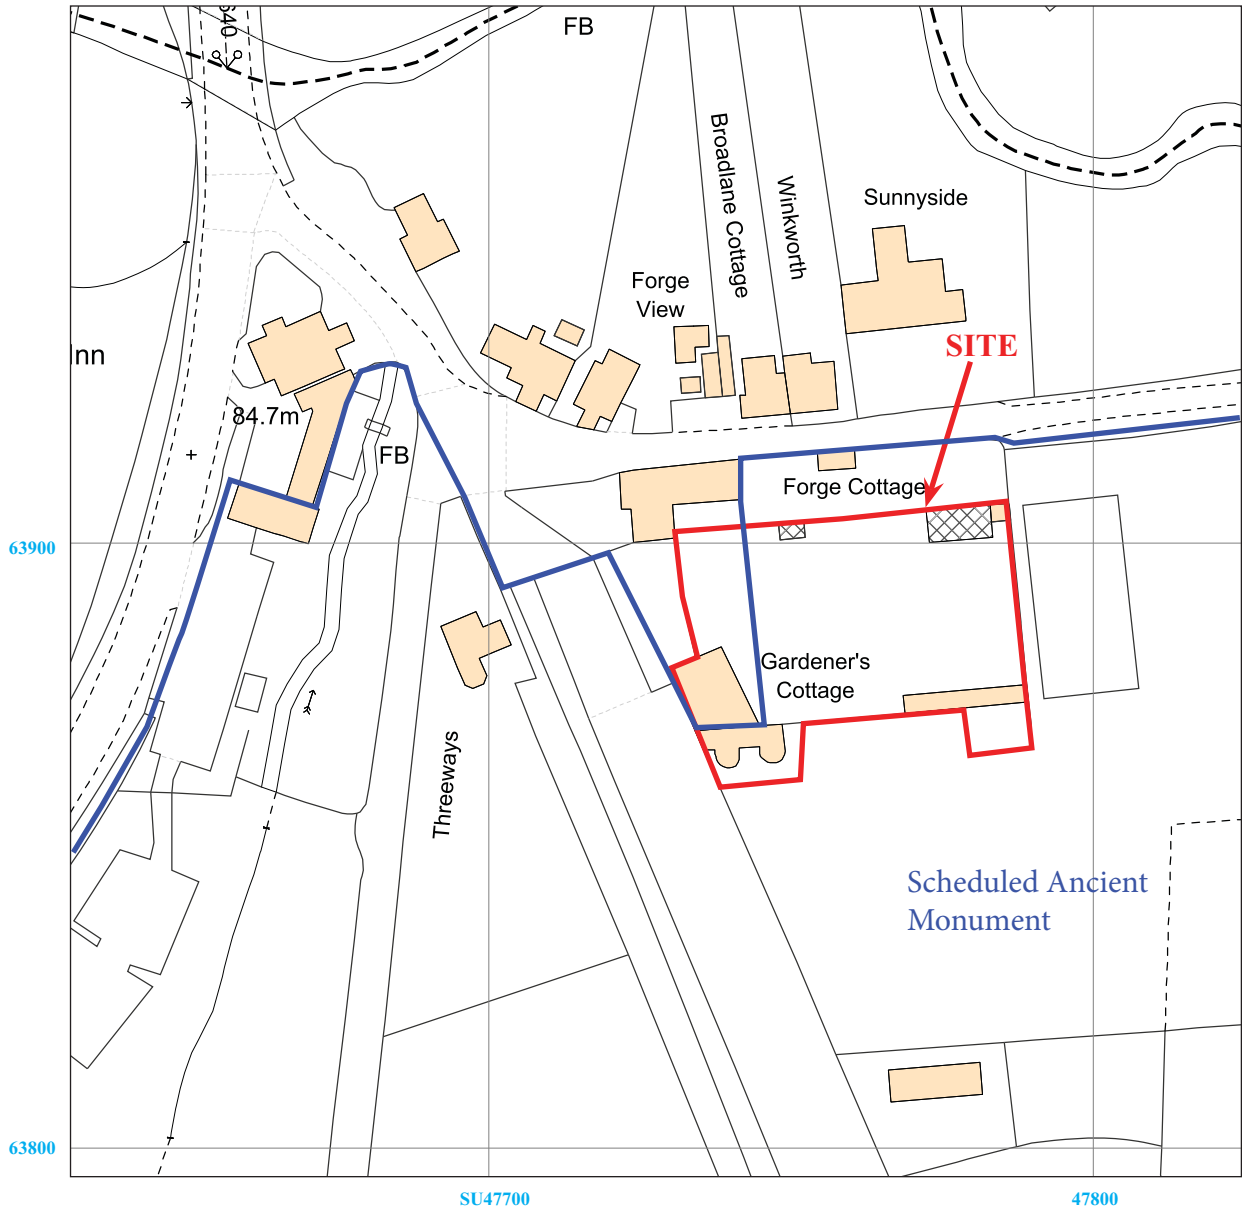 640
FB
Broadlane Cottage
Winkworth
Sunnyside
Forge
View
SITE
Inn
84.7m
FB
Forge Cottage
63900
Gardener's
Cottage
Threeways
Scheduled Ancient
Monument
63800
SU47700
47800